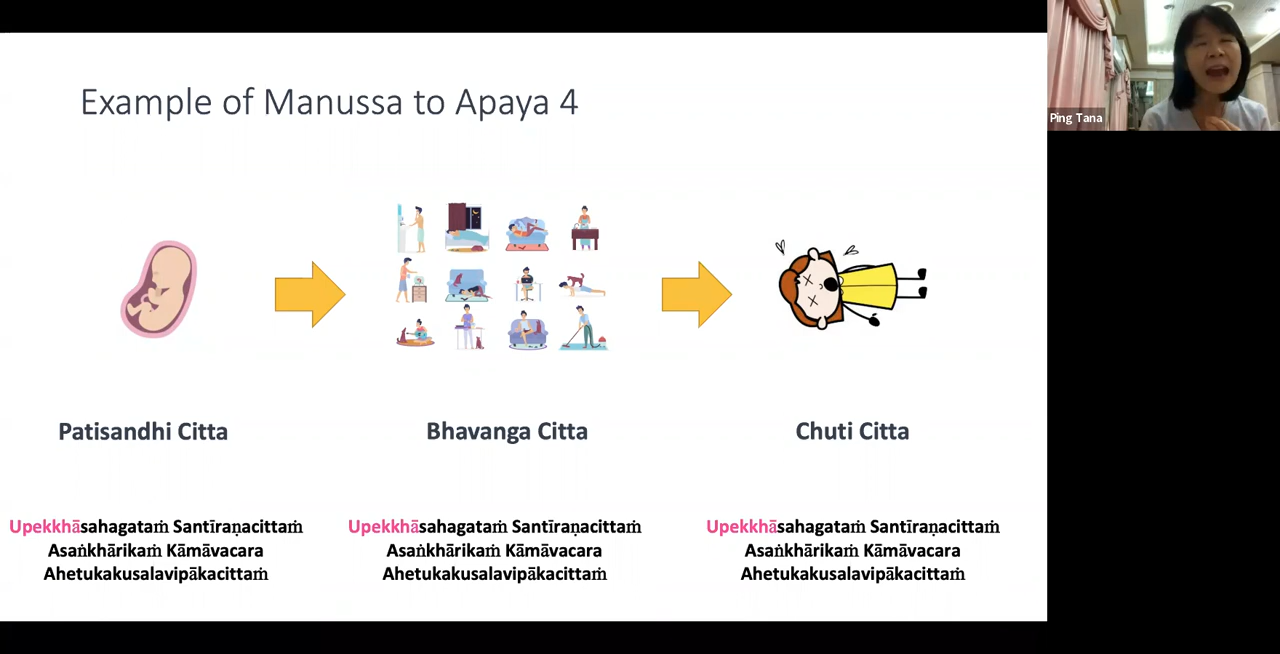 Example of Manussa to Apaya 4
Ping Tana
Patisandhi Citta
Bhavanga Citta
Chuti Citta
Upekkhāsahagataṁ Santīraṇacittaṁ
Asaṅkhārikaṁ Kāmāvacara
Ahetukakusalavipākacittaṁ
Upekkhāsahagataṁ Santīraṇacittaṁ
Asaṅkhārikaṁ Kāmāvacara
Ahetukakusalavipākacittaṁ
Upekkhāsahagataṁ Santīraṇacittaṁ
Asaṅkhārikaṁ Kāmāvacara
Ahetukakusalavipākacittaṁ